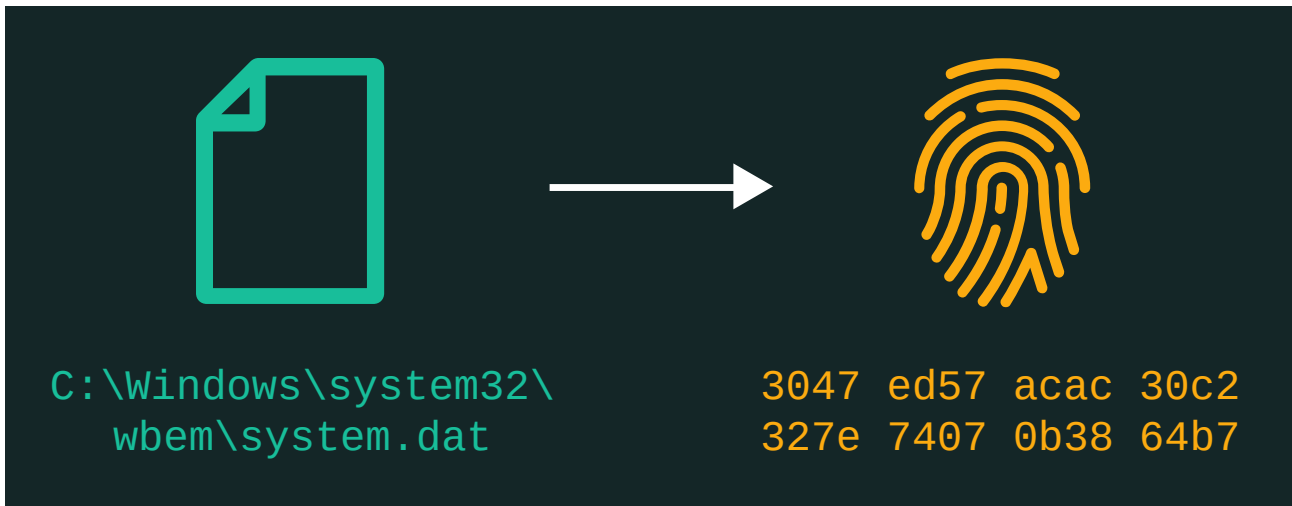 C:\Windows\system32\
wbem\system.dat
3047 ed57 acac 30c2
327e 7407 0b38 64b7